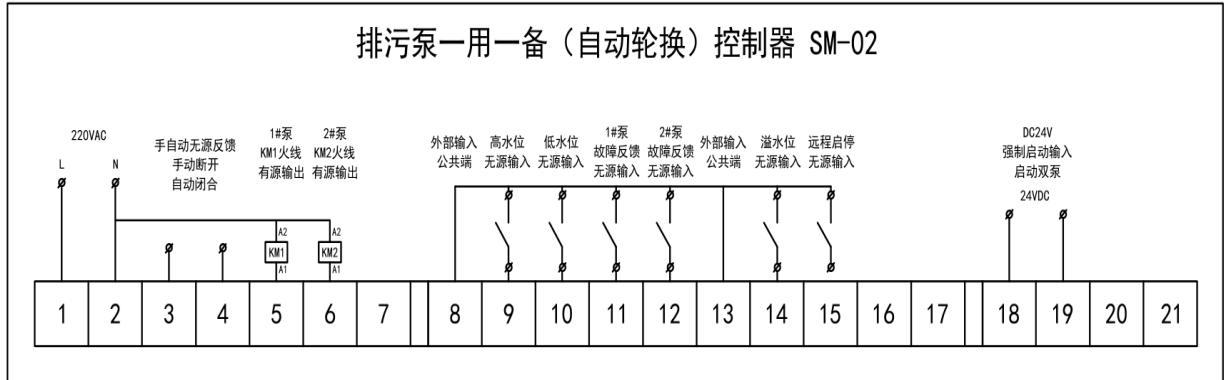 排污泵一用一备（自动轮换）控制器 SM-02
220VAC
L
N
手自动无源反馈
手动断开
自动闭合
1#泵
KM1火线
有源输出
2#泵
KM2火线
有源输出
外部输入
公共端
高水位
无源输入
低水位
无源输入
1#泵
故障反馈
无源输入
2#泵
故障反馈
无源输入
外部输入
公共端
溢水位
无源输入
远程启停
无源输入
DC24V
强制启动输入
启动双泵
24VDC
A2
KM1
A1
A2
KM2
A1
1 2 3 4 5 6 7 8 9 10 11 12 13 14 15 16 17 18 19 20 21